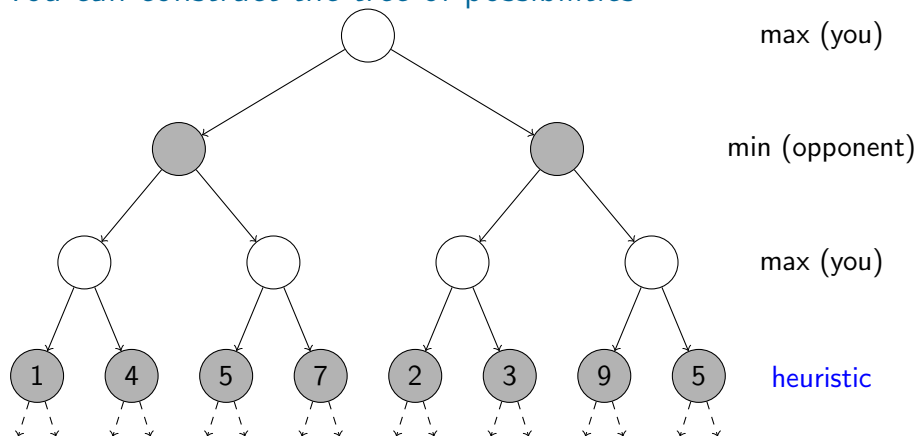 You can construct the tree of possibilities
max (you)
min (opponent)
max (you)
1 4 5 7 2 3 9 5 heuristic